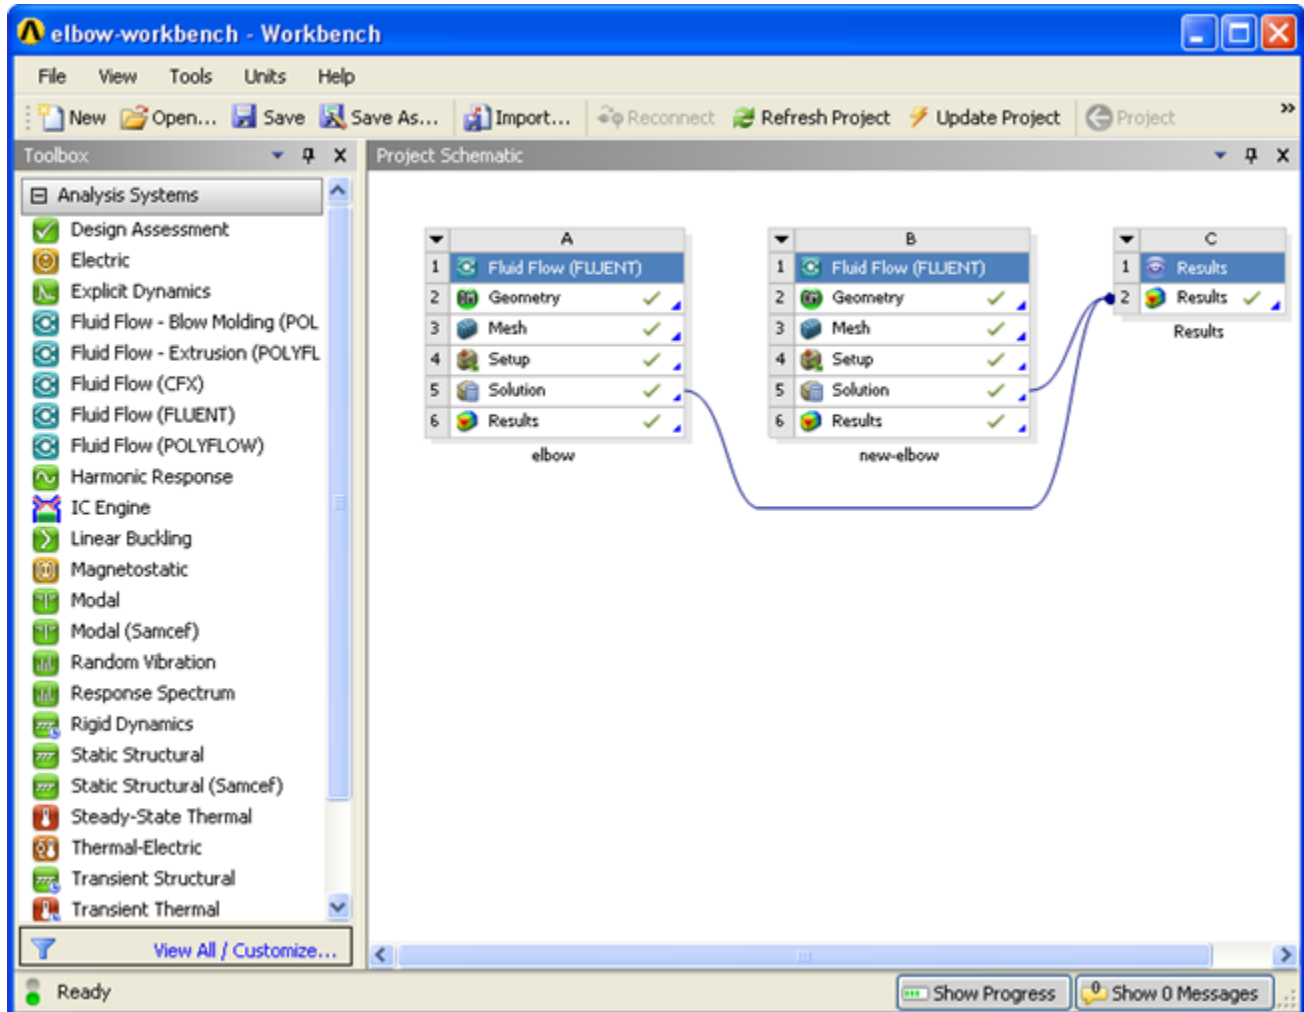 elbow-workbench - Workbench
File View Tools Units Help
New Open... Save Save As... Import... Reconnect Refresh Project Update Project Project »
Toolbox
Analysis Systems
Design Assessment
Electric
Explicit Dynamics
Fluid Flow - Blow Molding (POL
Fluid Flow - Extrusion (POLYFL
Fluid Flow (CFX)
Fluid Flow (FLUENT)
Fluid Flow (POLYFLOW)
Harmonic Response
IC Engine
Linear Buckling
Magnetostatic
Modal
Modal (Samcef)
Random Vibration
Response Spectrum
Rigid Dynamics
Static Structural
Static Structural (Samcef)
Steady-State Thermal
Thermal-Electric
Transient Structural
Transient Thermal
View All / Customize...
Project Schematic
A
1 Fluid Flow (FLUENT)
2 Geometry
3 Mesh
4 Setup
5 Solution
6 Results
elbow
B
1 Fluid Flow (FLUENT)
2 Geometry
3 Mesh
4 Setup
5 Solution
6 Results
new-elbow
C
1 Results
2 Results
Results
Ready
Show Progress
0 Show 0 Messages